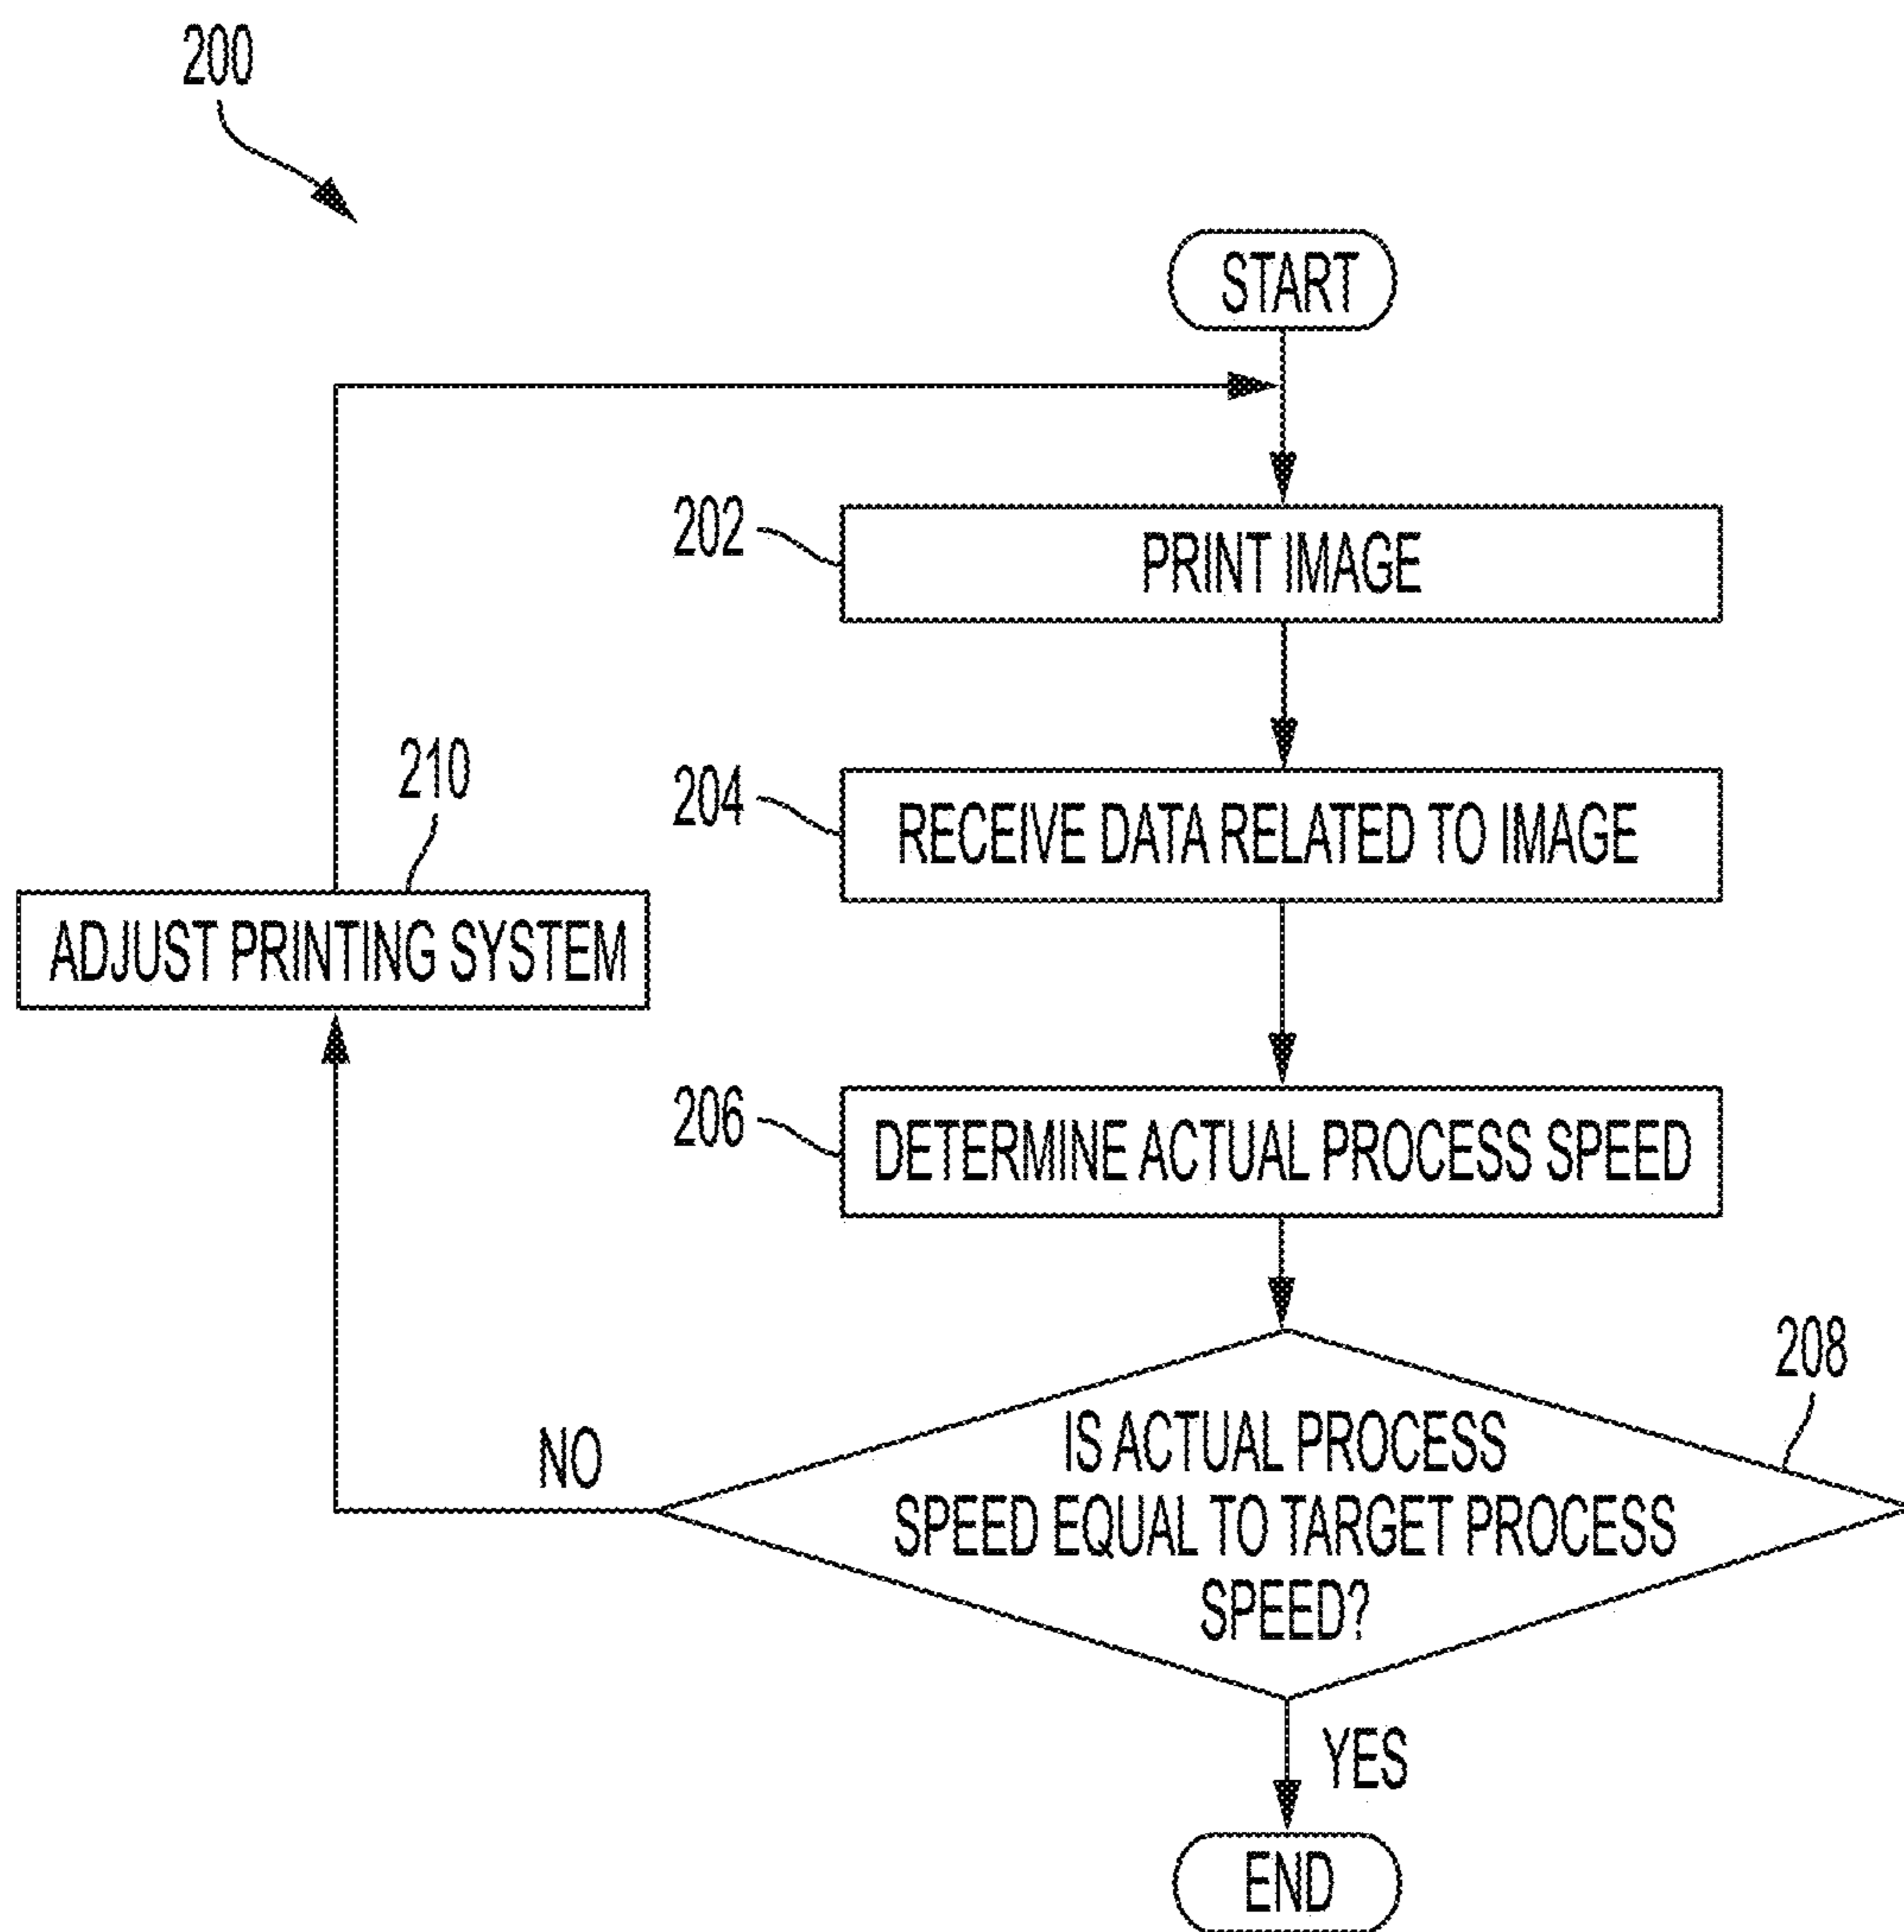 200
START
202
PRINT IMAGE
204
RECEIVE DATA RELATED TO IMAGE
210
ADJUST PRINTING SYSTEM
206
DETERMINE ACTUAL PROCESS SPEED
208
IS ACTUAL PROCESS
SPEED EQUAL TO TARGET PROCESS
SPEED?
NO
YES
END